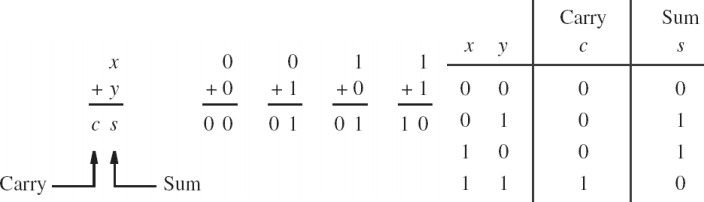 Carry Sum
x y c s
x 0 0 1 1
+ y + 0 + 1 + 0 + 1
c s 0 0 0 1 0 1 1 0
0 0 0 0
0 1 0 1
1 0 0 1
1 1 1 0
Carry Sum